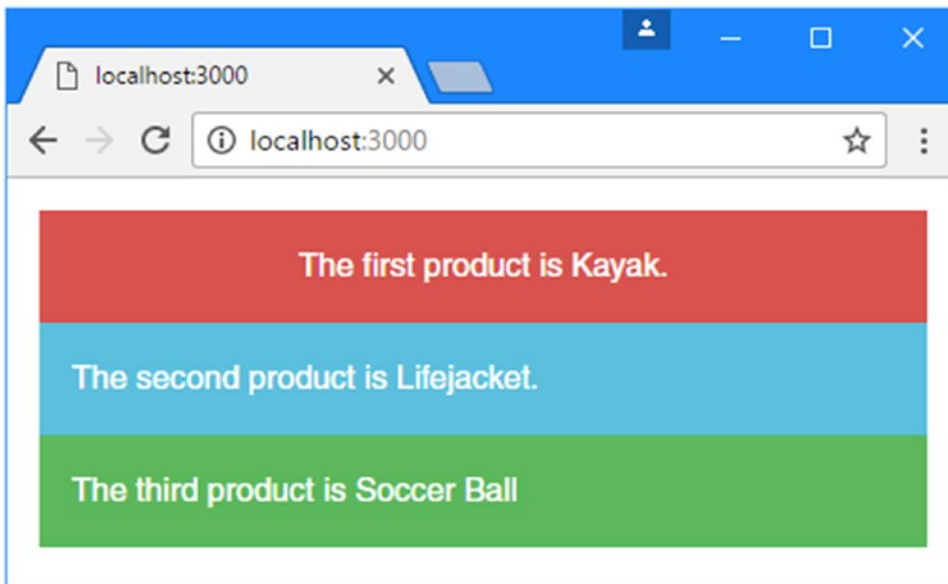 localhost:3000
localhost:3000
The first product is Kayak.
The second product is Lifejacket.
The third product is Soccer Ball